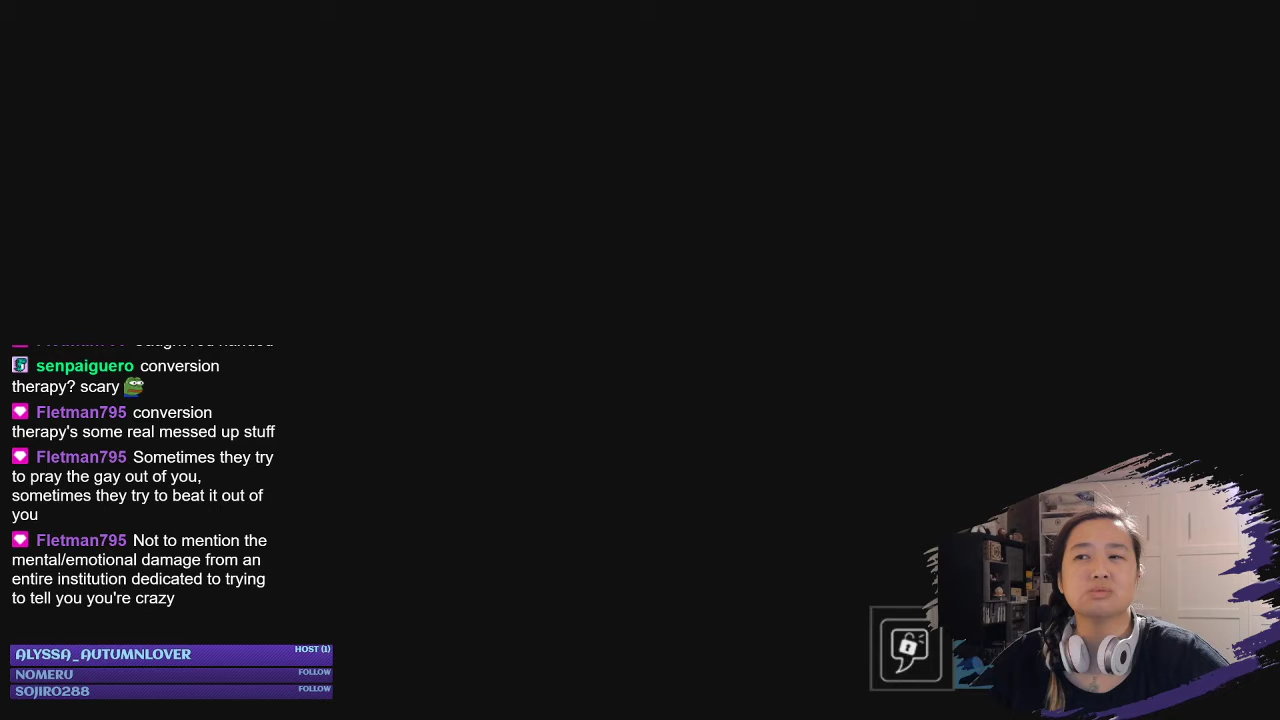 senpaiguero conversion
therapy? scary
Fletman795 conversion
therapy's some real messed up stuff
Fletman795 Sometimes they try
to pray the gay out of you,
sometimes they try to beat it out of
you
Fletman795 Not to mention the
mental/emotional damage from an
entire institution dedicated to trying
to tell you you're crazy
ALYSSA_AUTUMNLOVER HOST (1)
NOMERU FOLLOW
SOJIRO288 FOLLOW